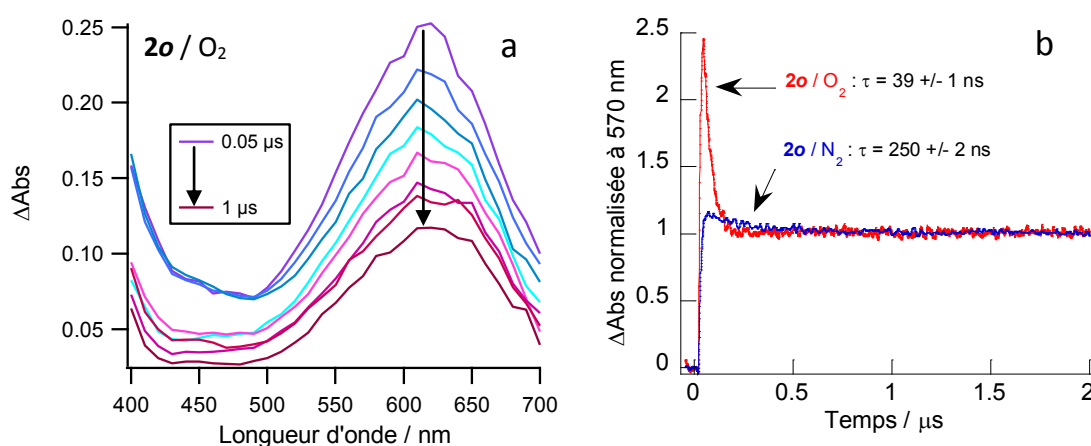 2o / O₂
a
0.05 µs
1 µs
ΔAbs
0.25
0.20
0.15
0.10
0.05
400
450
500
550
600
650
700
Longueur d'onde / nm
b
2o / O₂ : τ = 39 +/- 1 ns
2o / N₂ : τ = 250 +/- 2 ns
ΔAbs normalisée à 570 nm
2.5
2
1.5
1
0.5
0
0
0.5
1
1.5
2
Temps / µs